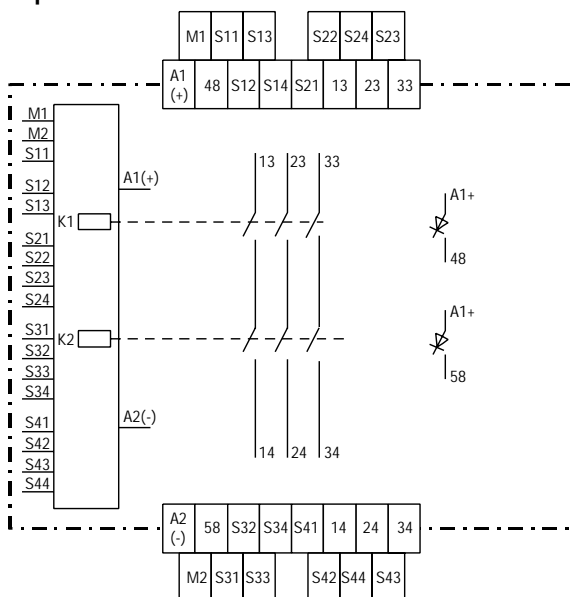 M1 S11 S13 S22 S24 S23
A1 (+) 48 S12 S14 S21 13 23 33
M1
M2
S11
S12
A1(+)
S13
K1
S21
S22
S23
S24
S31
K2
S32
S33
S34
S41
A2(-)
S42
S43
S44
13 23 33
14 24 34
A1+
48
A1+
58
A2 (-) 58 S32 S34 S41 14 24 34
M2 S31 S33 S42 S44 S43